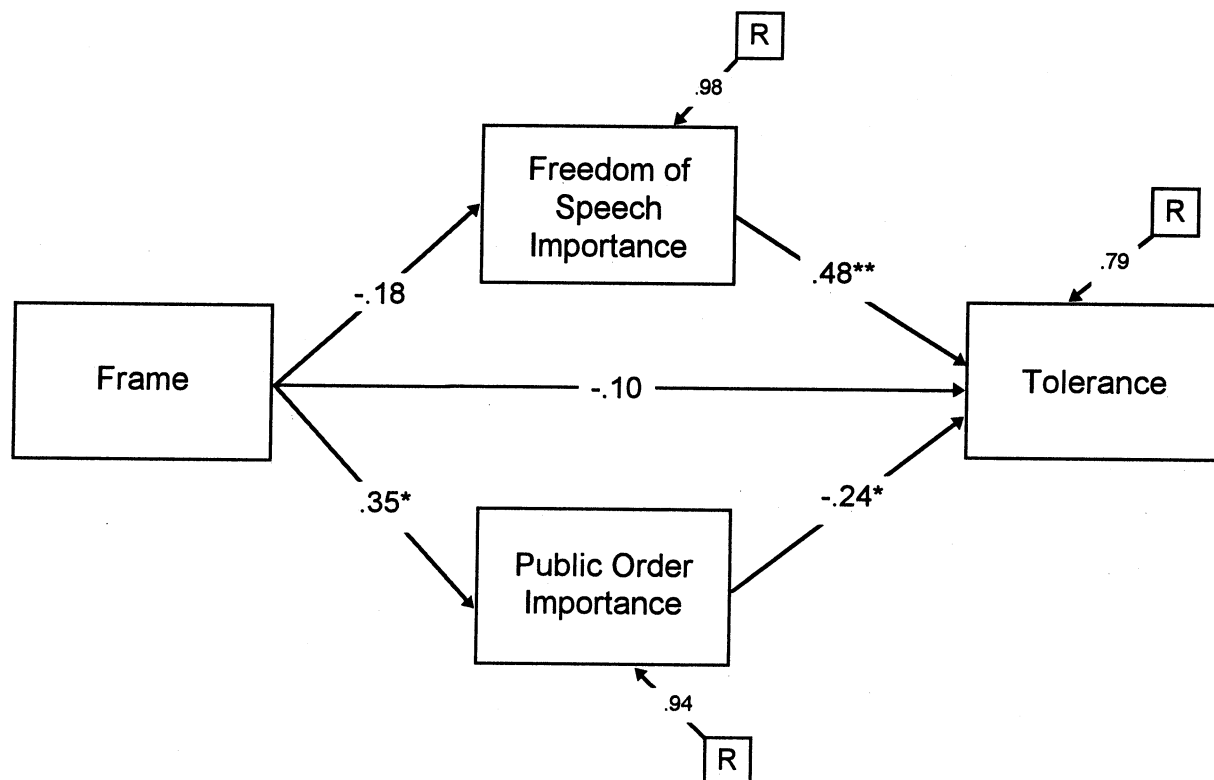 R
.98
Freedom of
Speech
Importance
R
.79
-.18
.48**
Frame
-.10
Tolerance
.35*
-.24*
Public Order
Importance
.94
R